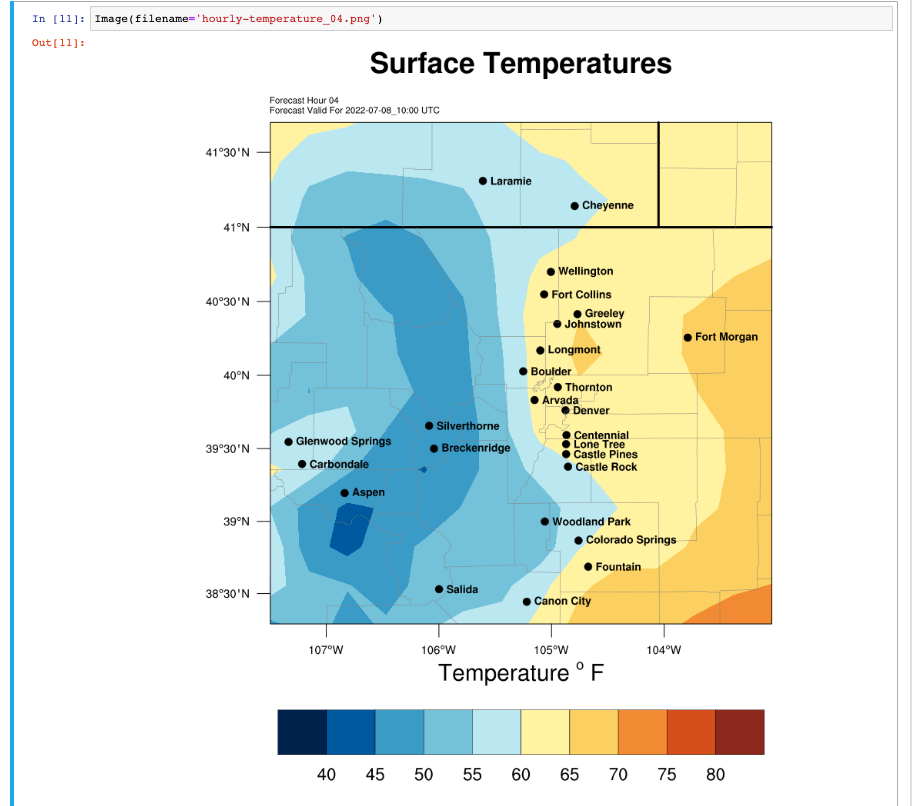 In [11]: Image(filename='hourly-temperature_04.png')
Out[11]:
Surface Temperatures
Forecast Hour 04
Forecast Valid For 2022-07-08_10:00 UTC
41°30'N
Laramie
Cheyenne
41°N
Wellington
40°30'N
Fort Collins
Greeley
Johnstown
Fort Morgan
Longmont
40°N
Boulder
Thornton
Arvada
Denver
Silverthorne
Centennial
Glenwood Springs
Lone Tree
39°30'N
Breckenridge
Castle Pines
Carbondale
Castle Rock
Aspen
39°N
Woodland Park
Colorado Springs
Fountain
38°30'N
Salida
Canon City
107°W 106°W 105°W 104°W
Temperature ° F
40 45 50 55 60 65 70 75 80